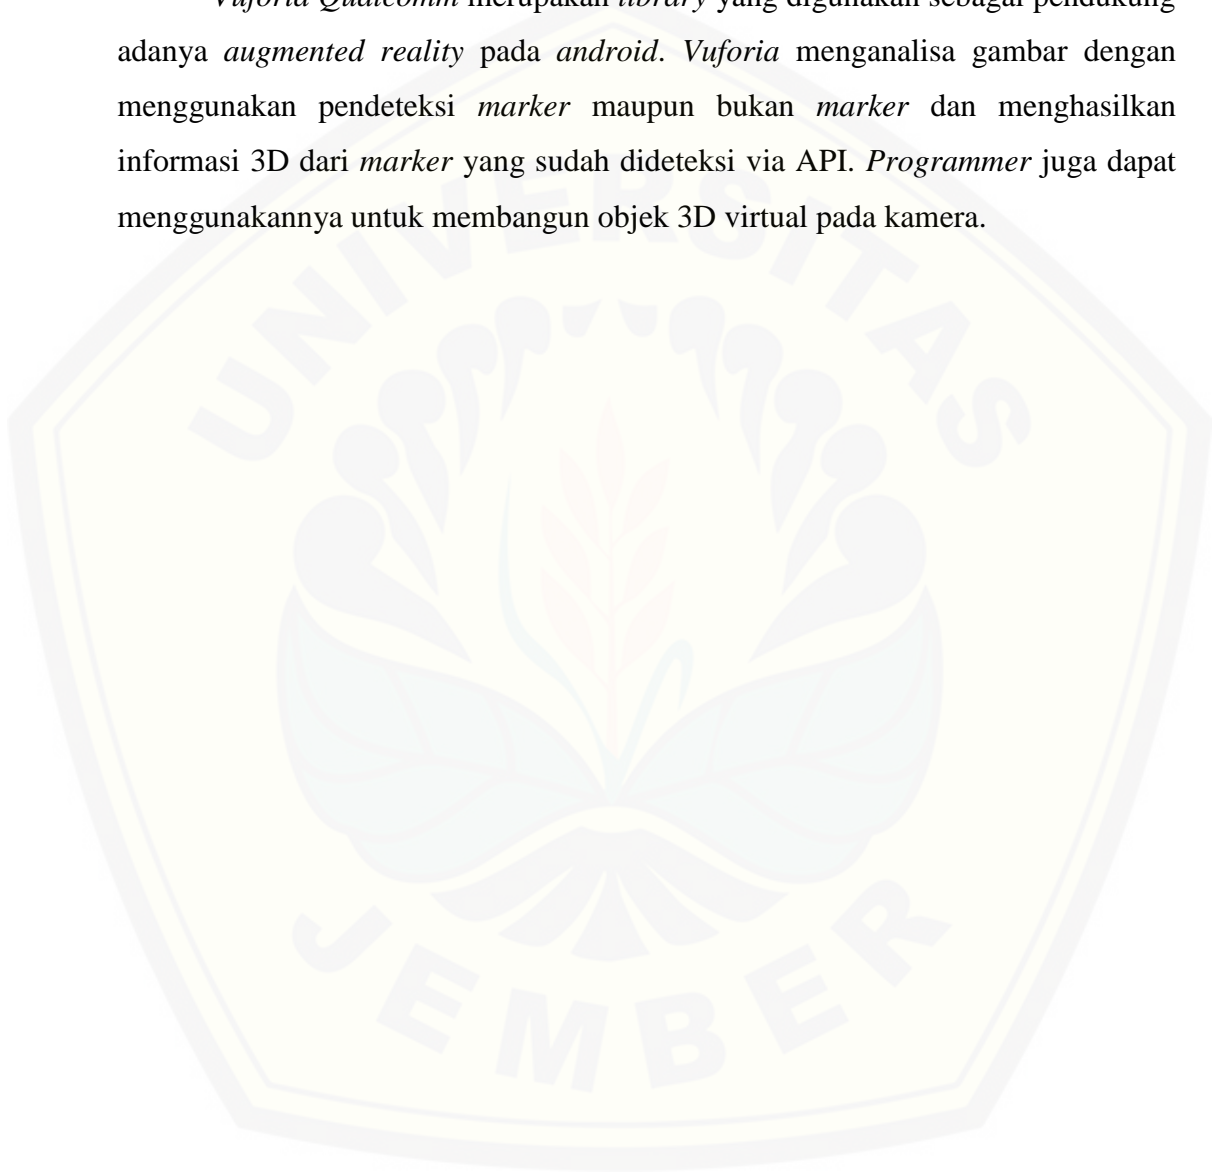 Vuforia Qualcomm merupakan library yang digunakan sebagai pendukung
adanya augmented reality pada android. Vuforia menganalisa gambar dengan
menggunakan pendeteksi marker maupun bukan marker dan menghasilkan
informasi 3D dari marker yang sudah dideteksi via API. Programmer juga dapat
menggunakannya untuk membangun objek 3D virtual pada kamera.
UNIVERSITAS
JEMBER